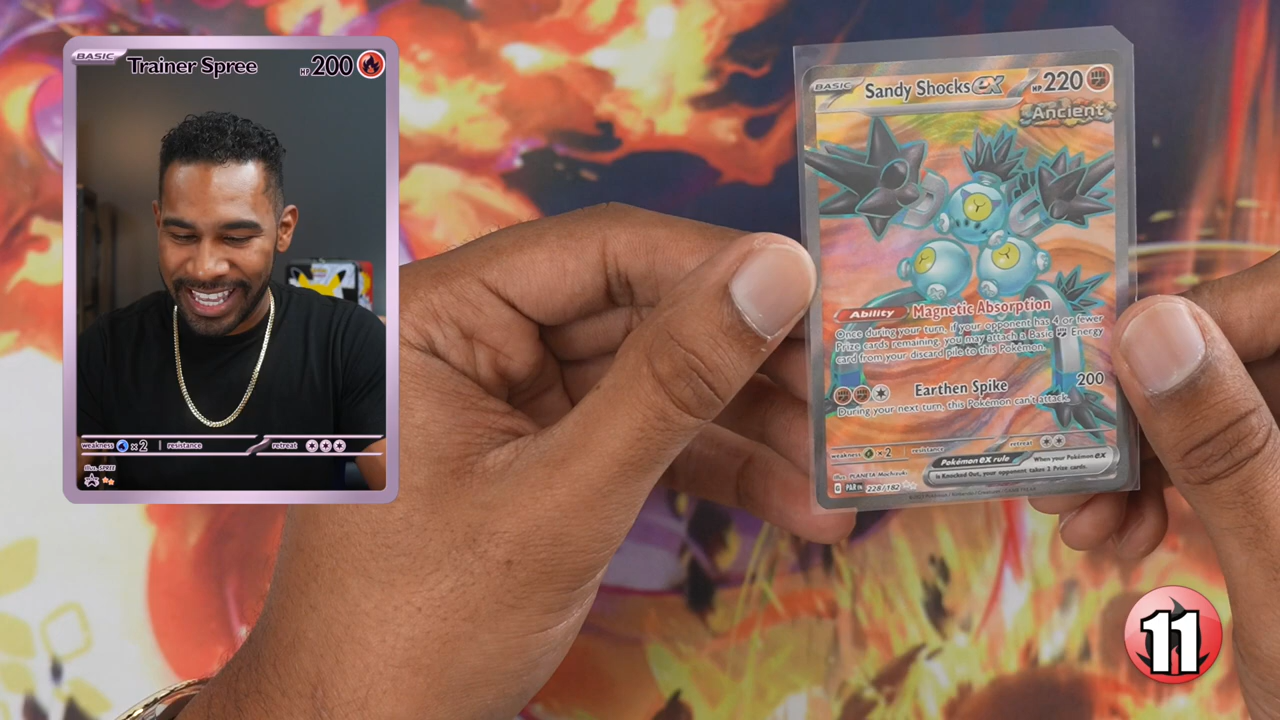 BASIC Trainer Spree HP 200
weakness ×2 resistance retreat
illus. SPREE
BASIC Sandy Shocks ex HP 220
Ancient
Ability Magnetic Absorption
Once during your turn, if your opponent has 4 or fewer
Prize cards remaining, you may attach a Basic Energy
card from your discard pile to this Pokémon.
Earthen Spike 200
During your next turn, this Pokémon can't attack.
weakness ×2 resistance retreat
Pokémon ex rule When your Pokémon ex
is Knocked Out, your opponent takes 2 Prize cards.
Illus. PLANETA Mochizuki
G PAR EN 228/182
11